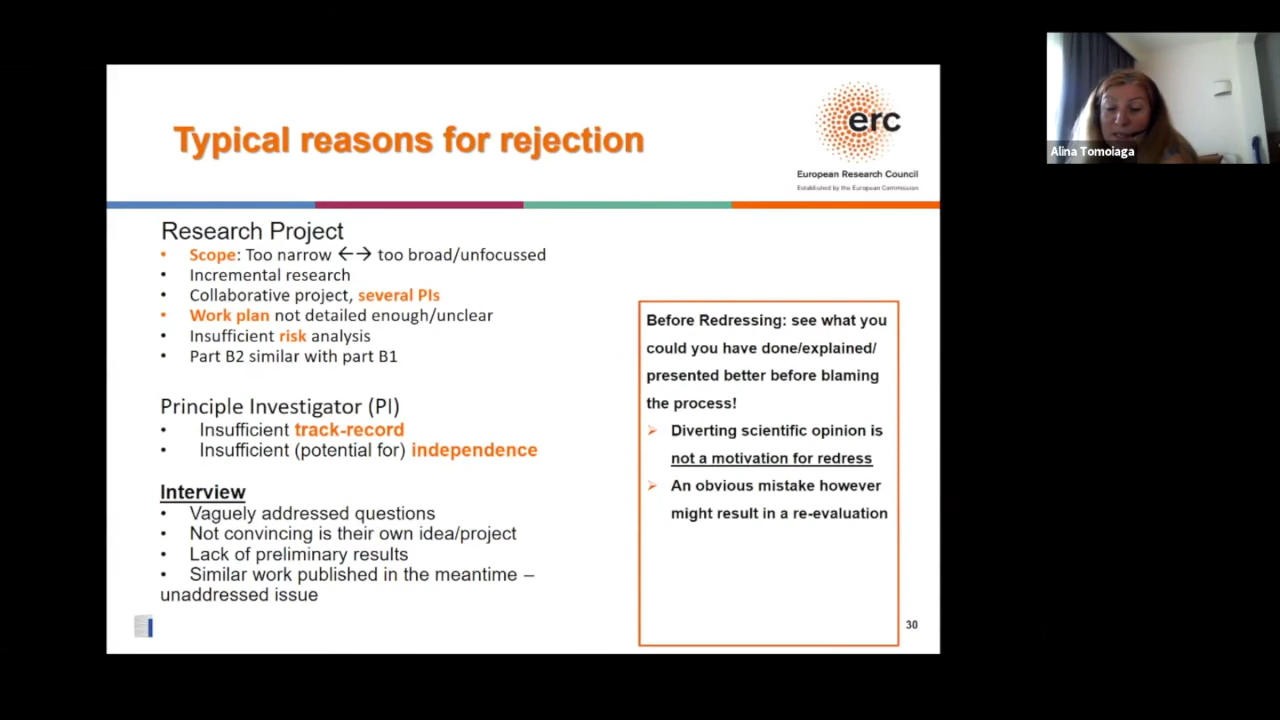 Typical reasons for rejection
erc
European Research Council
Established by the European Commission
Alina Tomoiaga
Research Project
• Scope: Too narrow ←→ too broad/unfocussed
• Incremental research
• Collaborative project, several PIs
• Work plan not detailed enough/unclear
• Insufficient risk analysis
• Part B2 similar with part B1
Principle Investigator (PI)
• Insufficient track-record
• Insufficient (potential for) independence
Interview
• Vaguely addressed questions
• Not convincing is their own idea/project
• Lack of preliminary results
• Similar work published in the meantime –
unaddressed issue
Before Redressing: see what you
could you have done/explained/
presented better before blaming
the process!
➢ Diverting scientific opinion is
not a motivation for redress
➢ An obvious mistake however
might result in a re-evaluation
30